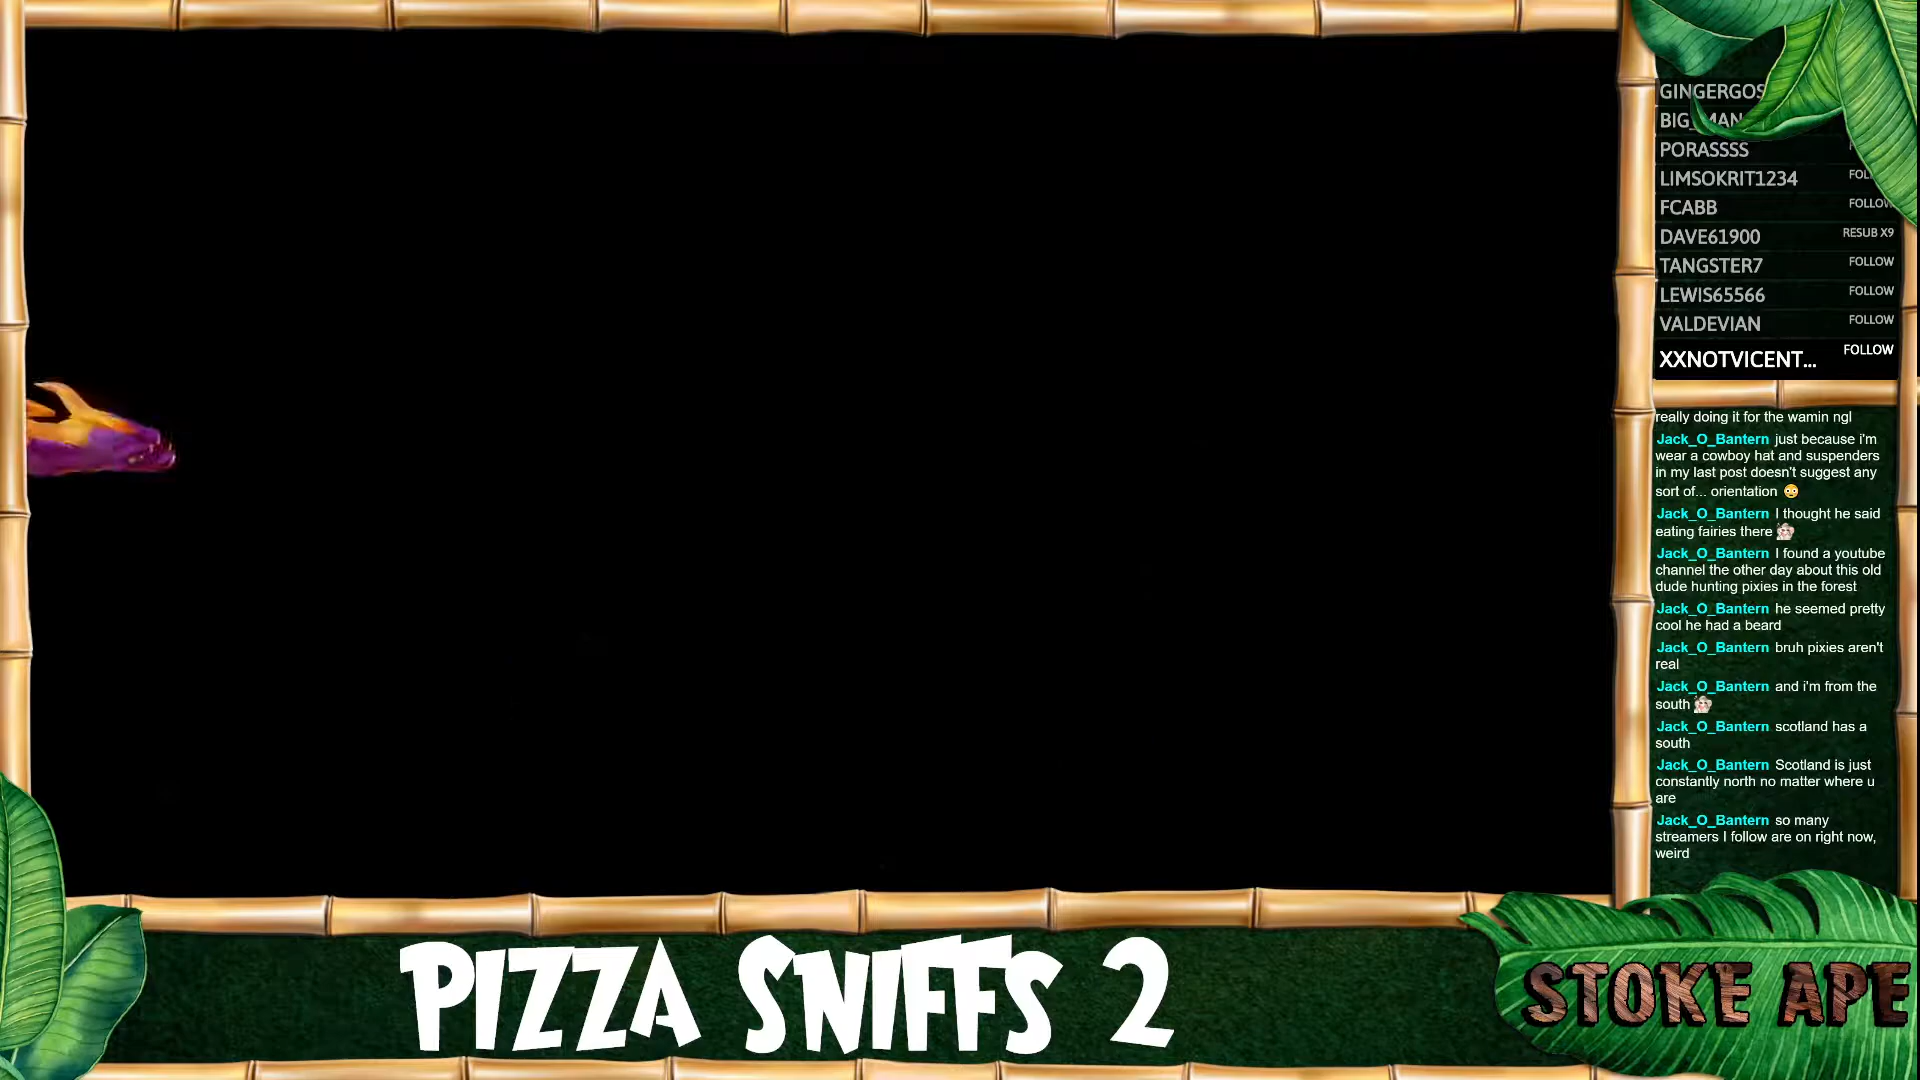 GINGERGOS
BIG_MAN
PORASSSS
LIMSOKRIT1234 FOL
FCABB FOLLOW
DAVE61900 RESUB X9
TANGSTER7 FOLLOW
LEWIS65566 FOLLOW
VALDEVIAN FOLLOW
XXNOTVICENT... FOLLOW
really doing it for the wamin ngl
Jack_O_Bantern just because i'm
wear a cowboy hat and suspenders
in my last post doesn't suggest any
sort of... orientation 😳
Jack_O_Bantern I thought he said
eating fairies there
Jack_O_Bantern I found a youtube
channel the other day about this old
dude hunting pixies in the forest
Jack_O_Bantern he seemed pretty
cool he had a beard
Jack_O_Bantern bruh pixies aren't
real
Jack_O_Bantern and i'm from the
south
Jack_O_Bantern scotland has a
south
Jack_O_Bantern Scotland is just
constantly north no matter where u
are
Jack_O_Bantern so many
streamers I follow are on right now,
weird
PIZZA SNIFFS 2
STOKE APE